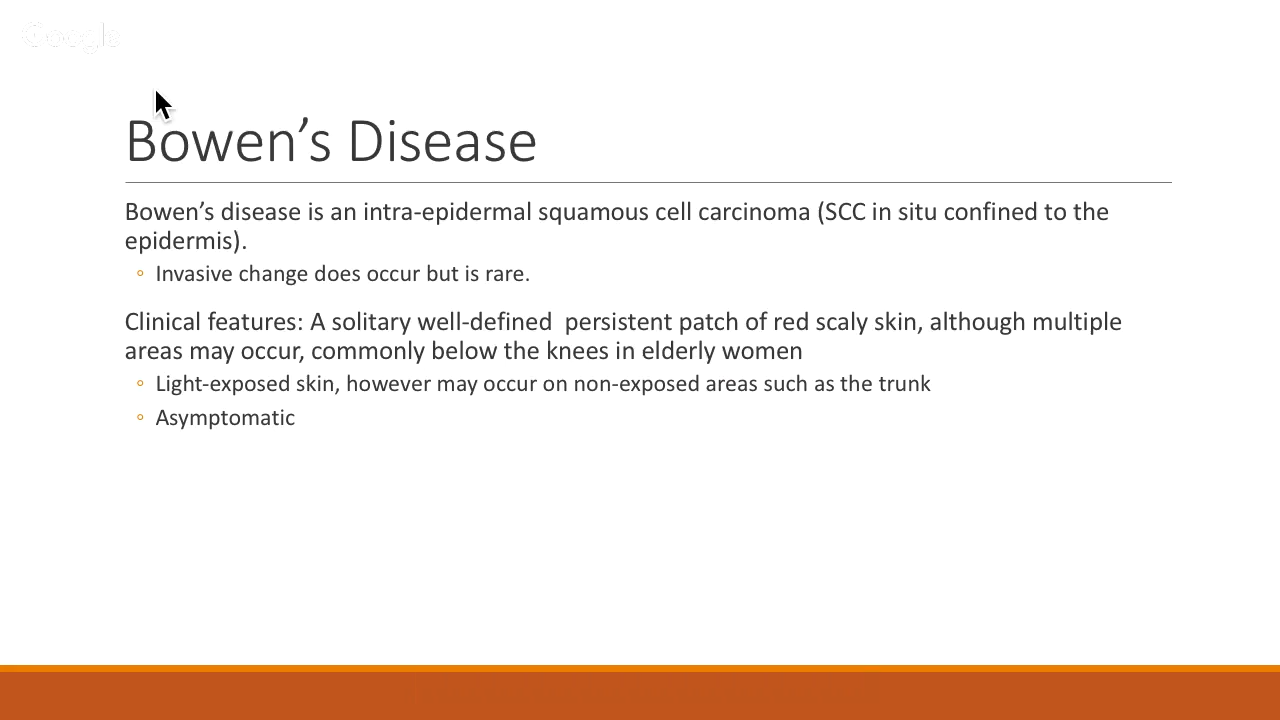 Google
Bowen’s Disease
Bowen’s disease is an intra-epidermal squamous cell carcinoma (SCC in situ confined to the
epidermis).
◦ Invasive change does occur but is rare.
Clinical features: A solitary well-defined  persistent patch of red scaly skin, although multiple
areas may occur, commonly below the knees in elderly women
◦ Light-exposed skin, however may occur on non-exposed areas such as the trunk
◦ Asymptomatic